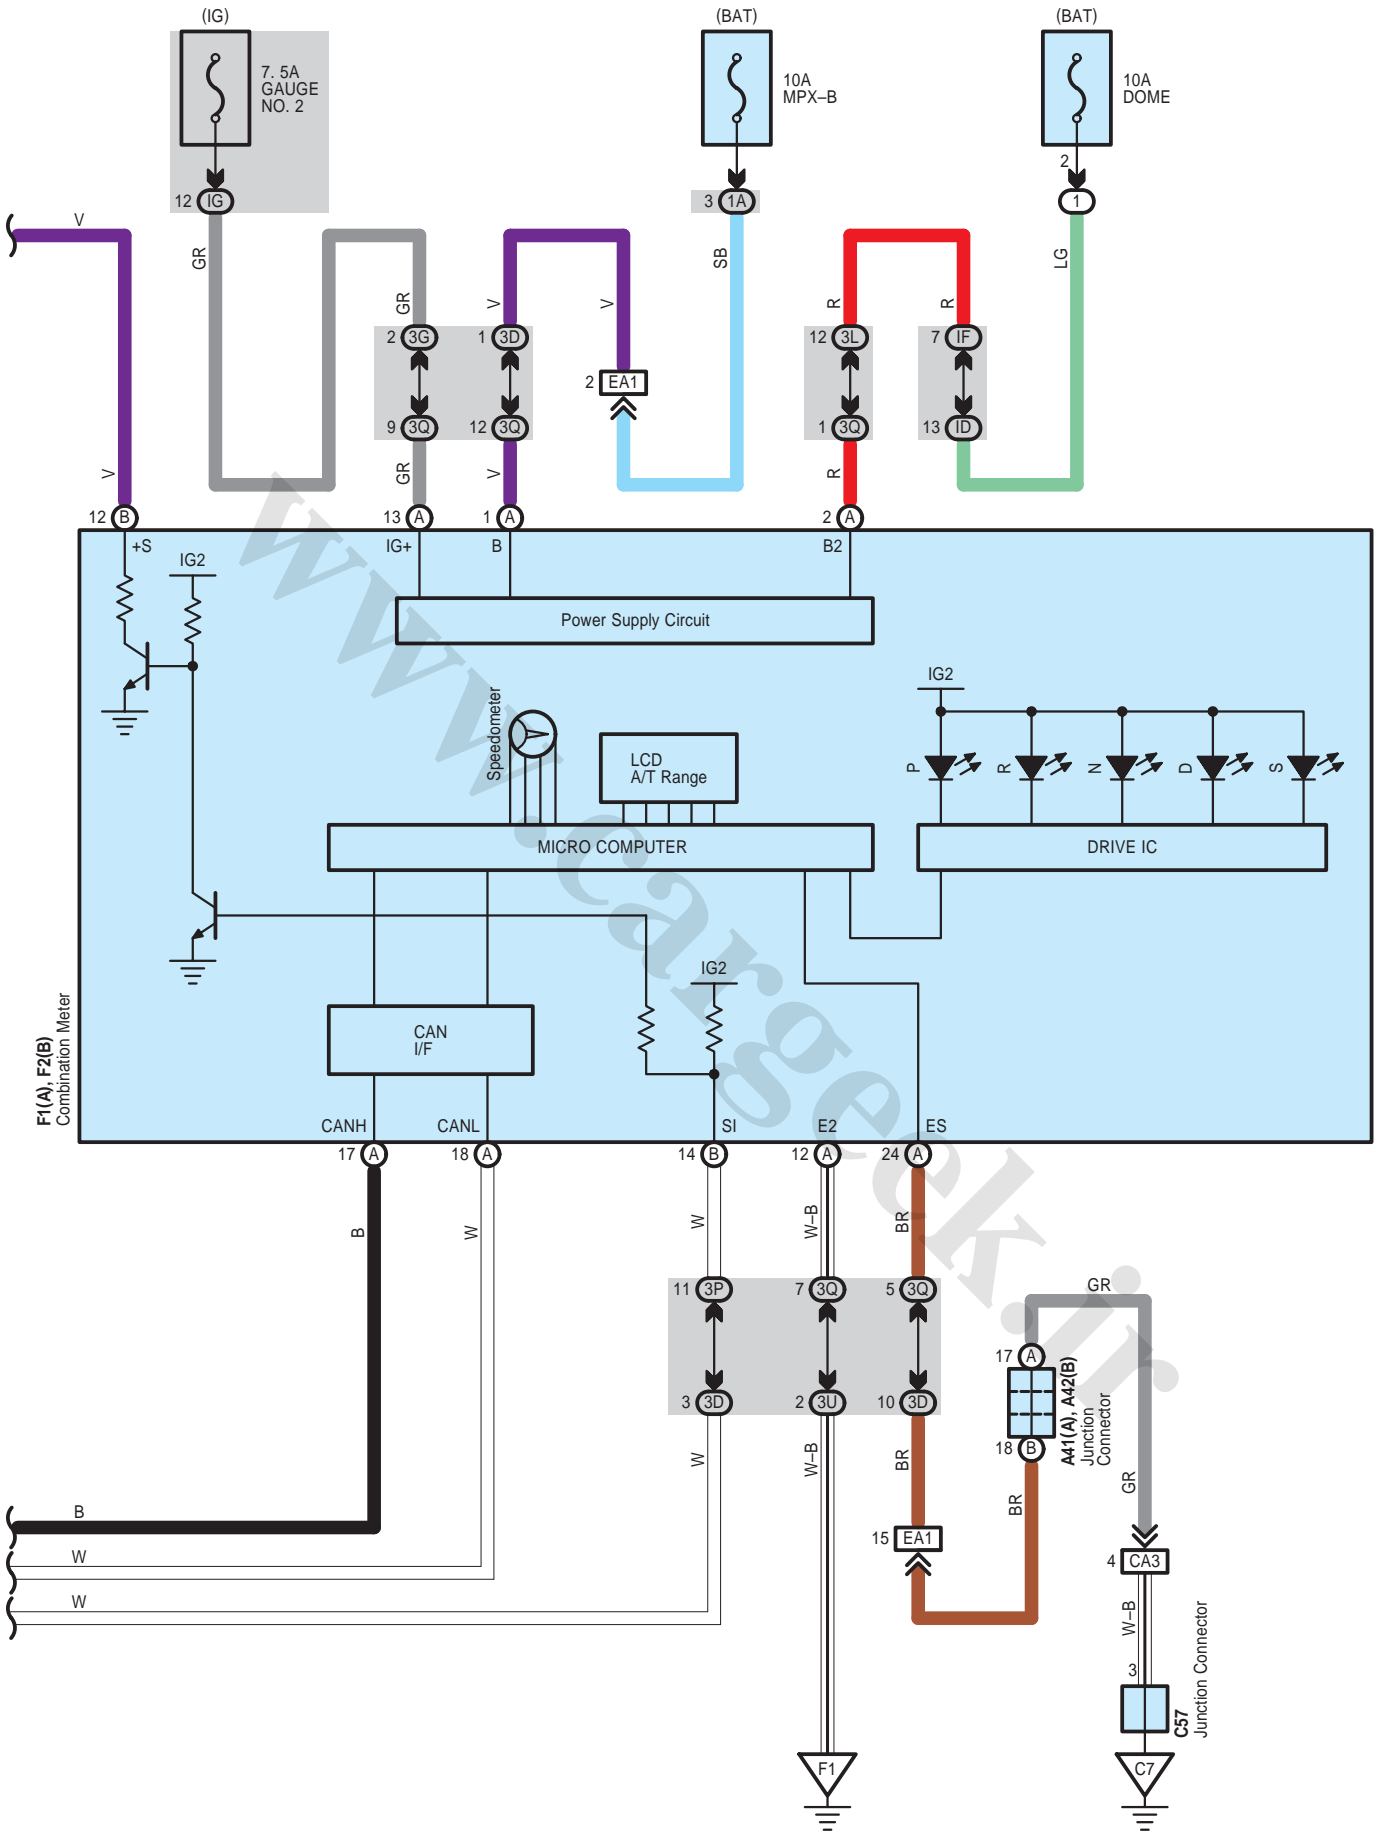 (IG)
(BAT)
(BAT)
7. 5A
GAUGE
NO. 2
10A
MPX–B
10A
DOME
12 IG
3 1A
2
1
V
GR
GR
V
V
SB
R
R
LG
2 3G
1 3D
12 3L
7 IF
2 EA1
9 3Q
12 3Q
1 3Q
13 ID
V
GR
V
R
12 B
13 A
1 A
2 A
+S
IG+
B
B2
IG2
Power Supply Circuit
IG2
Speedometer
LCD
A/T Range
P
R
N
D
S
MICRO COMPUTER
DRIVE IC
IG2
CAN
I/F
F1(A), F2(B)
Combination Meter
CANH
CANL
SI
E2
ES
17 A
18 A
14 B
12 A
24 A
B
W
W
W–B
BR
11 3P
7 3Q
5 3Q
GR
17 A
3 3D
2 3U
10 3D
18 B
A41(A), A42(B)
Junction
Connector
W
W–B
BR
BR
GR
B
15 EA1
4 CA3
W
W
W–B
3
C57
Junction Connector
F1
C7
www.cargeek.ir